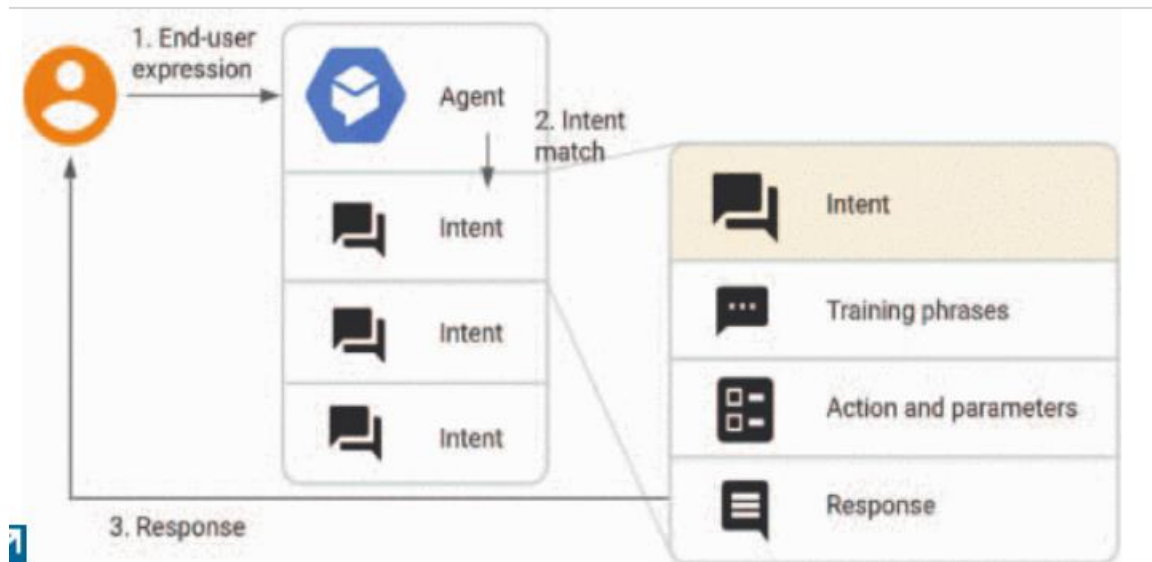 1. End-user
expression
Agent
2. Intent
match
Intent
Intent
Intent
Intent
Training phrases
Action and parameters
Response
3. Response